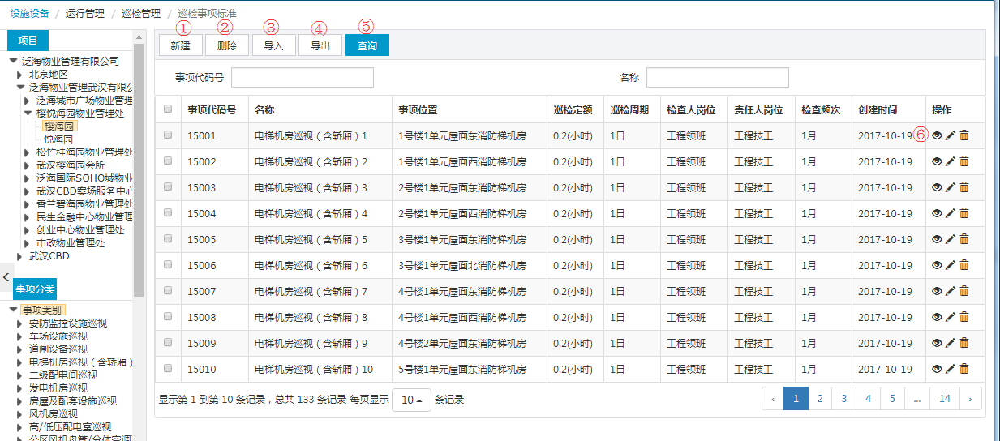 设施设备 / 运行管理 / 巡检管理 / 巡检事项标准
项目
泛海物业管理有限公司
北京地区
泛海物业管理武汉有限公
泛海城市广场物业管理
樱悦海园物业管理处
樱海园
悦海园
松竹桂海园物业管理处
武汉樱海园会所
泛海国际SOHO城物业
武汉CBD案场服务中心
香兰碧海园物业管理处
民生金融中心物业管理
创业中心物业管理处
市政物业管理处
武汉CBD
事项分类
事项类别
安防监控设施巡视
车场设施巡视
道闸设备巡视
电梯机房巡视（含轿厢）
二级配电间巡视
发电机房巡视
房屋及配套设施巡视
风机房巡视
高/低压配电室巡视
公区风机盘管/分体空调
① ② ③ ④ ⑤
新建 删除 导入 导出 查询
事项代码号 名称
事项代码号 名称 事项位置 巡检定额 巡检周期 检查人岗位 责任人岗位 检查频次 创建时间 操作
15001 电梯机房巡视（含轿厢）1 1号楼1单元屋面东消防梯机房 0.2(小时) 1日 工程领班 工程技工 1月 2017-10-19 ⑥
15002 电梯机房巡视（含轿厢）2 1号楼1单元屋面西消防梯机房 0.2(小时) 1日 工程领班 工程技工 1月 2017-10-19
15003 电梯机房巡视（含轿厢）3 2号楼1单元屋面东消防梯机房 0.2(小时) 1日 工程领班 工程技工 1月 2017-10-19
15004 电梯机房巡视（含轿厢）4 2号楼1单元屋面西消防梯机房 0.2(小时) 1日 工程领班 工程技工 1月 2017-10-19
15005 电梯机房巡视（含轿厢）5 3号楼1单元屋面东消防梯机房 0.2(小时) 1日 工程领班 工程技工 1月 2017-10-19
15006 电梯机房巡视（含轿厢）6 3号楼1单元屋面北消防梯机房 0.2(小时) 1日 工程领班 工程技工 1月 2017-10-19
15007 电梯机房巡视（含轿厢）7 4号楼1单元屋面东消防梯机房 0.2(小时) 1日 工程领班 工程技工 1月 2017-10-19
15008 电梯机房巡视（含轿厢）8 4号楼1单元屋面西消防梯机房 0.2(小时) 1日 工程领班 工程技工 1月 2017-10-19
15009 电梯机房巡视（含轿厢）9 4号楼2单元屋面东消防梯机房 0.2(小时) 1日 工程领班 工程技工 1月 2017-10-19
15010 电梯机房巡视（含轿厢）10 5号楼1单元屋面东消防梯机房 0.2(小时) 1日 工程领班 工程技工 1月 2017-10-19
显示第 1 到第 10 条记录，总共 133 条记录 每页显示 10 条记录
‹ 1 2 3 4 5 ... 14 ›